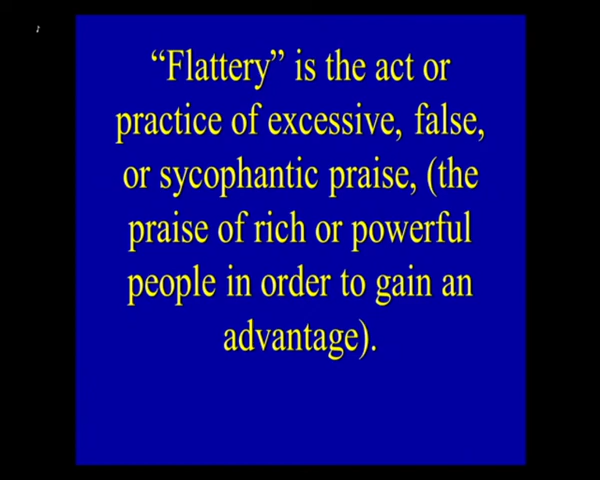 “Flattery” is the act or
practice of excessive, false,
or sycophantic praise, (the
praise of rich or powerful
people in order to gain an
advantage).